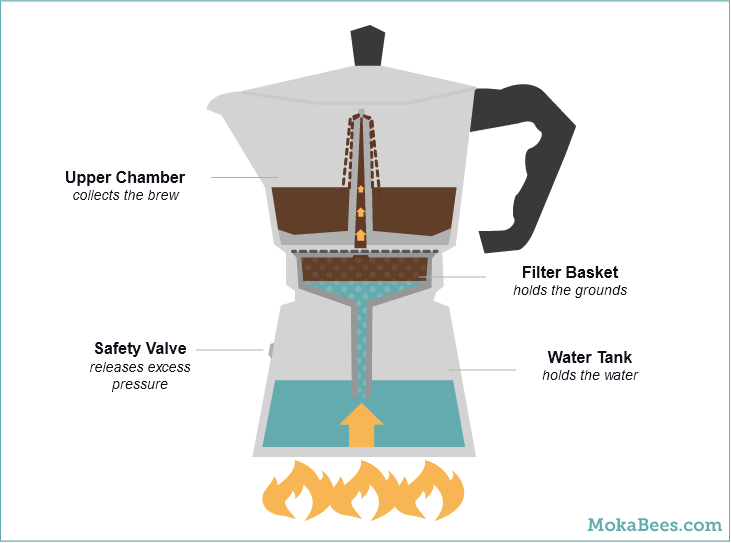 Upper Chamber
collects the brew
Filter Basket
holds the grounds
Safety Valve
releases excess
pressure
Water Tank
holds the water
MokaBees.com